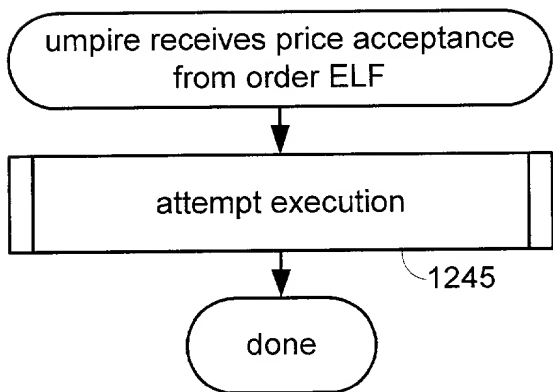 umpire receives price acceptance
from order ELF
attempt execution
1245
done